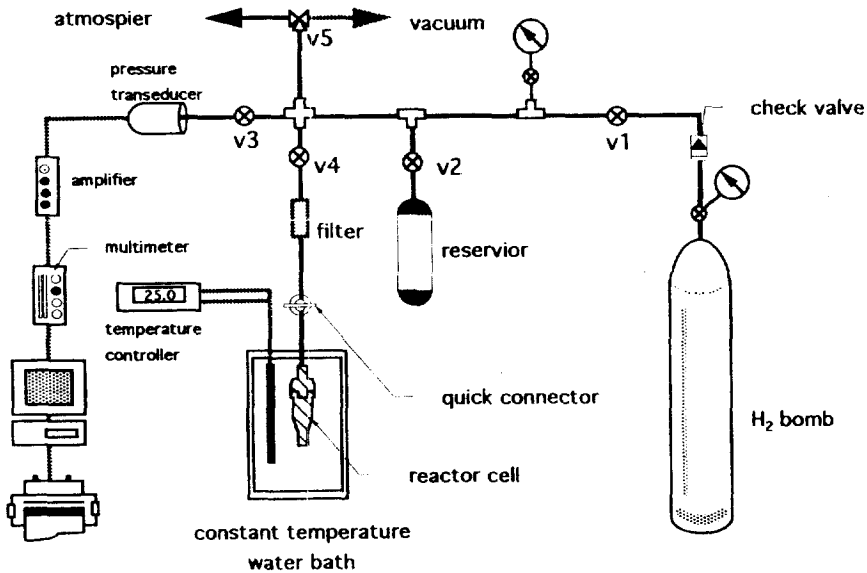 atmospier
vacuum
v5
pressure
transeducer
check valve
v3
v1
v4
v2
amplifier
filter
reservior
multimeter
25.0
temperature
controller
quick connector
H₂ bomb
reactor cell
constant temperature
water bath